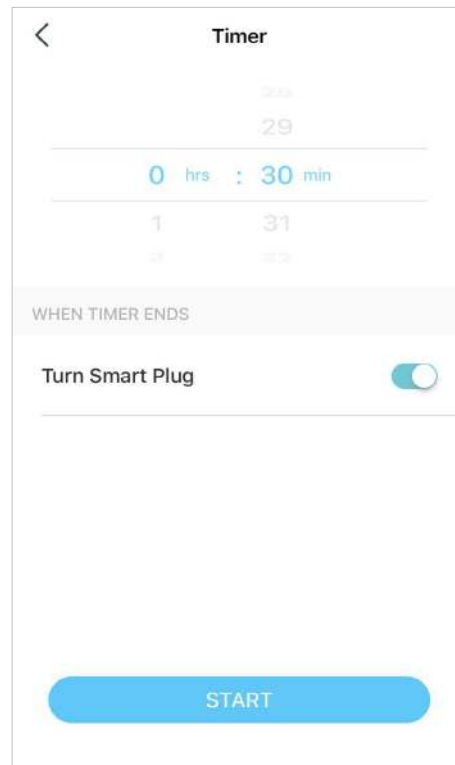 Timer
29
0 hrs : 30 min
1 31
WHEN TIMER ENDS
Turn Smart Plug
START